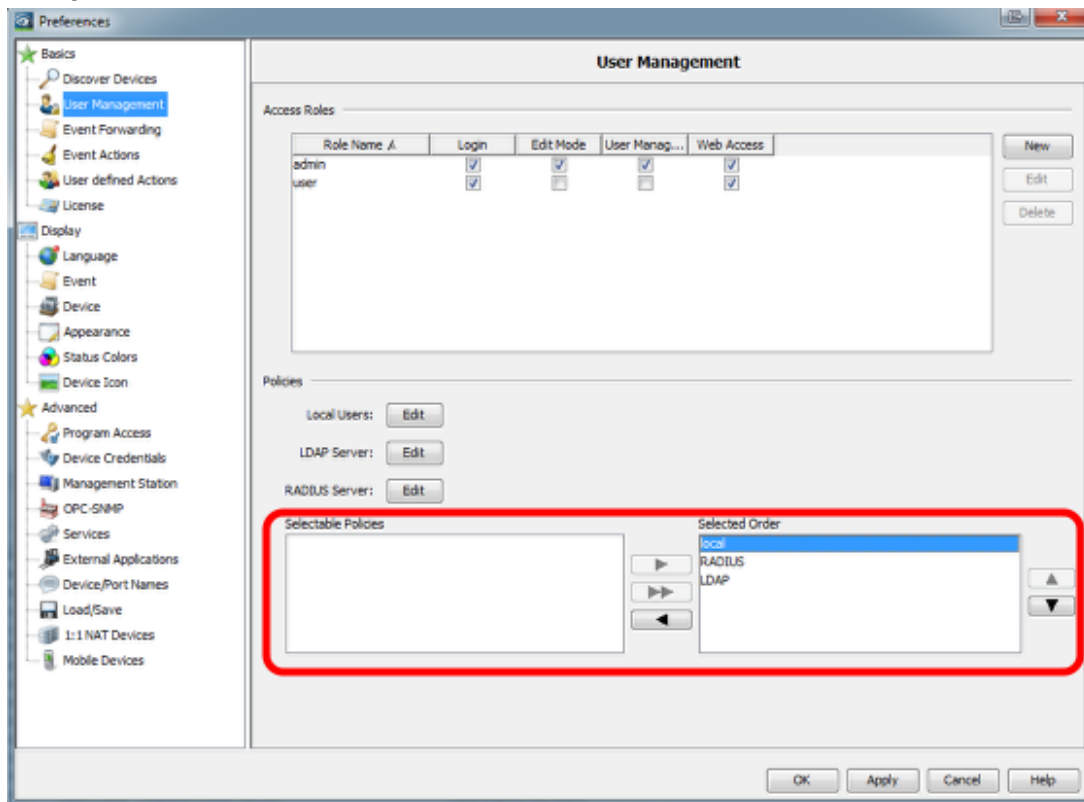 Preferences
Basics
Discover Devices
User Management
Event Forwarding
Event Actions
User defined Actions
License
Display
Language
Event
Device
Appearance
Status Colors
Device Icon
Advanced
Program Access
Device Credentials
Management Station
OPC-SNMP
Services
External Applications
Device/Port Names
Load/Save
1:1 NAT Devices
Mobile Devices
User Management
Access Roles
Role Name Login Edit Mode User Manag... Web Access
admin
user
New
Edit
Delete
Policies
Local Users: Edit
LDAP Server: Edit
RADIUS Server: Edit
Selectable Policies
Selected Order
local
RADIUS
LDAP
OK Apply Cancel Help